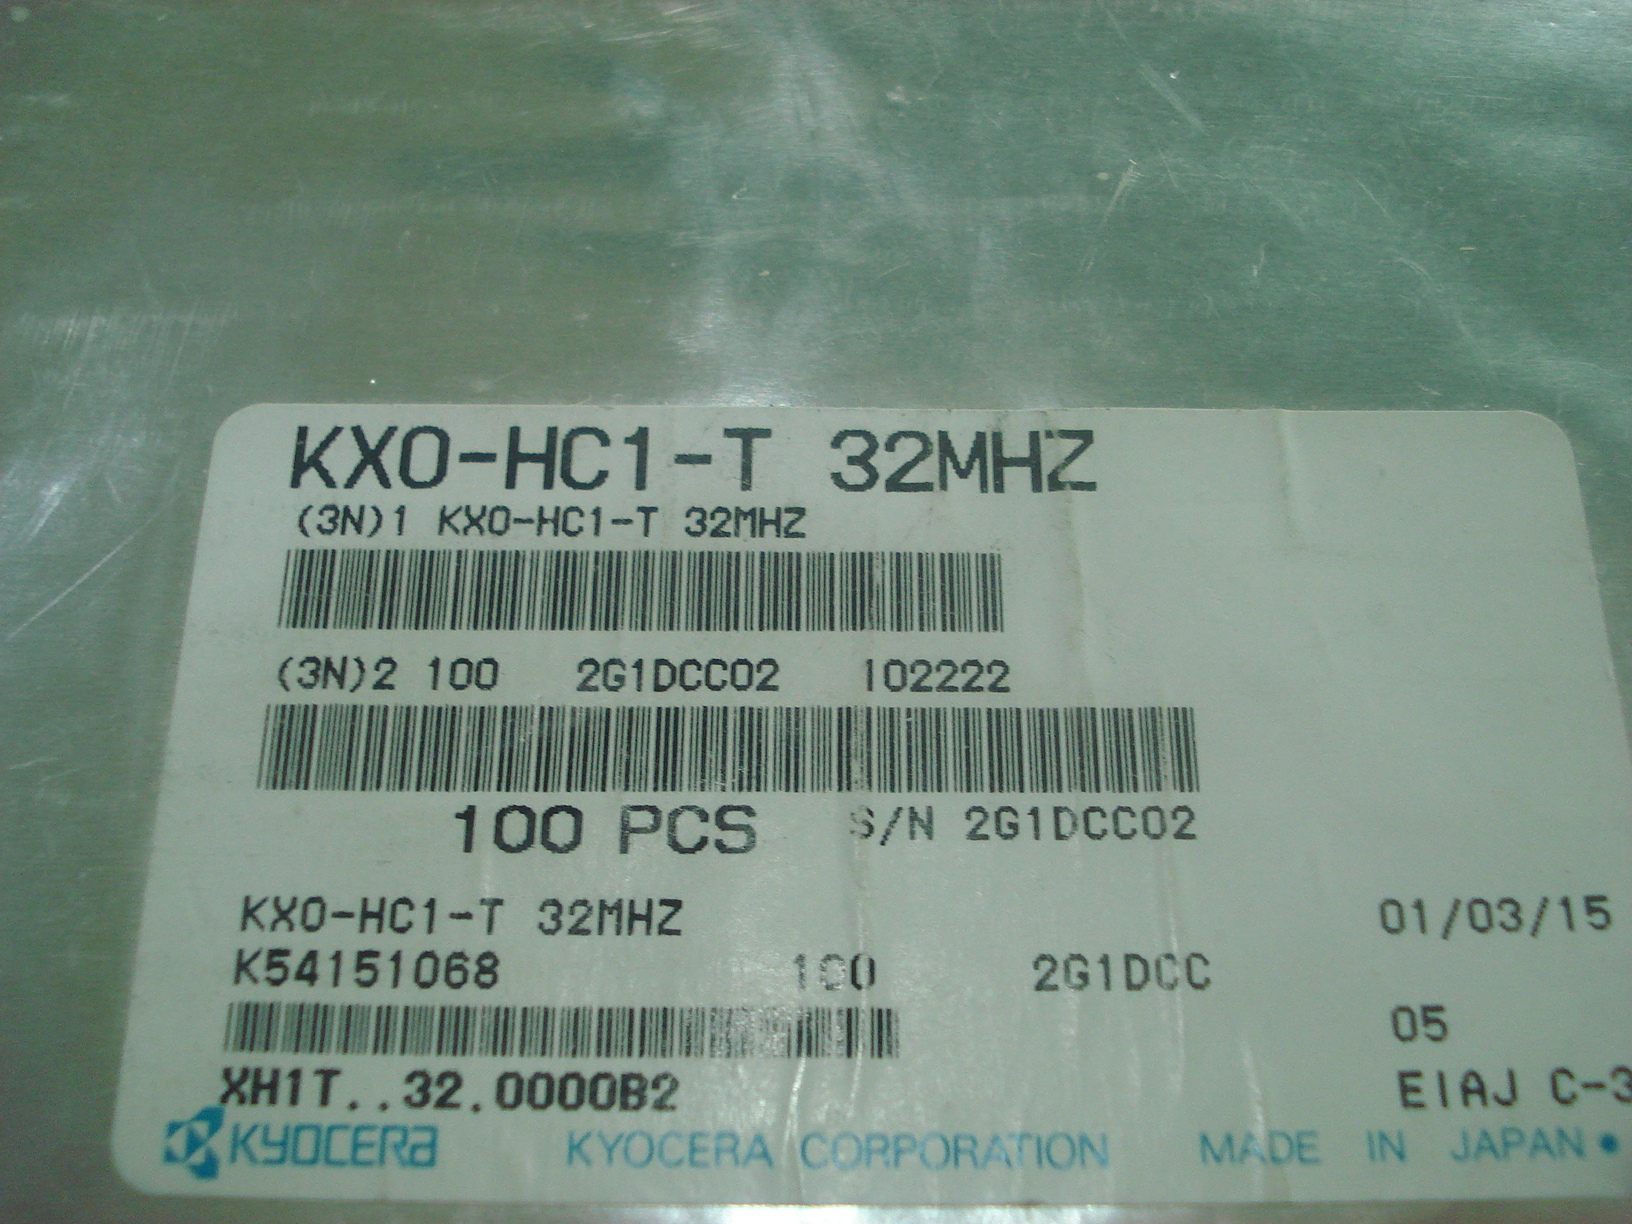 KXO-HC1-T 32MHZ
(3N)1 KXO-HC1-T 32MHZ
(3N)2 100 2G1DCC02 102222
100 PCS S/N 2G1DCC02
KXO-HC1-T 32MHZ 01/03/15
K54151068 100 2G1DCC
05
XH1T..32.0000B2 EIAJ C-3
KYOCERA KYOCERA CORPORATION MADE IN JAPAN